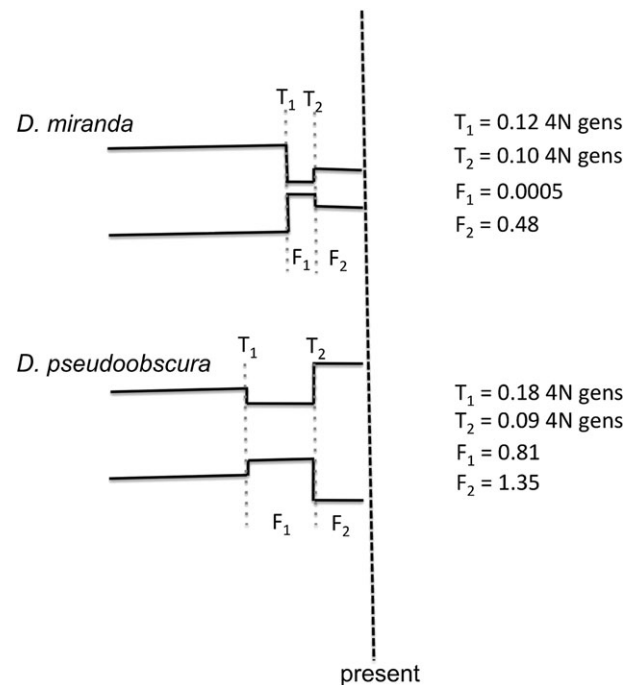 T₁ T₂
D. miranda
T₁ = 0.12 4N gens
T₂ = 0.10 4N gens
F₁ = 0.0005
F₂ = 0.48
F₁ F₂
T₁ T₂
D. pseudoobscura
T₁ = 0.18 4N gens
T₂ = 0.09 4N gens
F₁ = 0.81
F₂ = 1.35
F₁ F₂
present